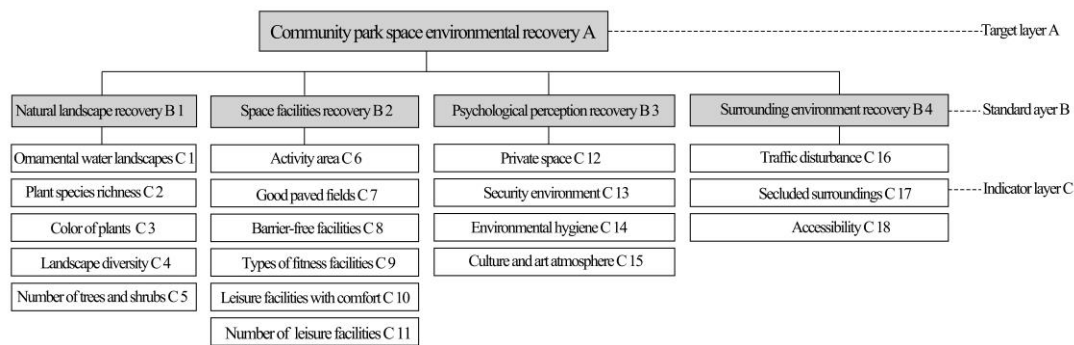 Community park space environmental recovery A
Target layer A
Natural landscape recovery B 1
Space facilities recovery B 2
Psychological perception recovery B 3
Surrounding environment recovery B 4
Standard ayer B
Ornamental water landscapes C 1
Plant species richness C 2
Color of plants C 3
Landscape diversity C 4
Number of trees and shrubs C 5
Activity area C 6
Good paved fields C 7
Barrier-free facilities C 8
Types of fitness facilities C 9
Leisure facilities with comfort C 10
Number of leisure facilities C 11
Private space C 12
Security environment C 13
Environmental hygiene C 14
Culture and art atmosphere C 15
Traffic disturbance C 16
Secluded surroundings C 17
Accessibility C 18
Indicator layer C